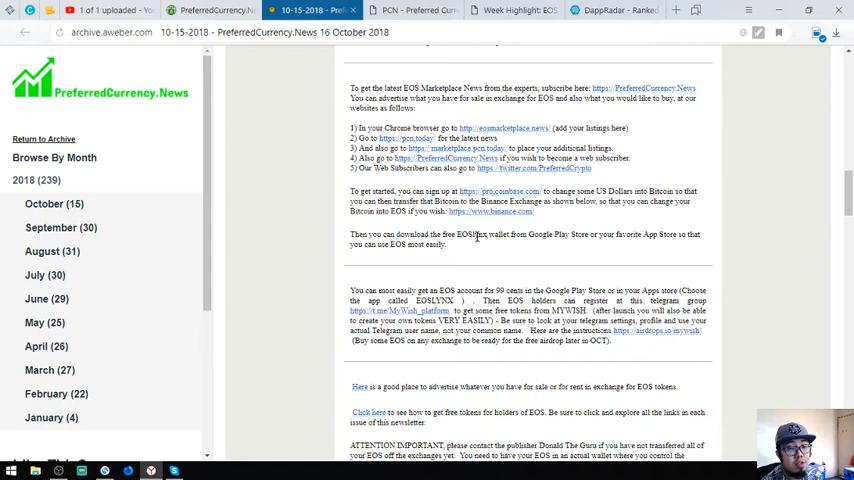 1 of 1 uploaded - Yo
PreferredCurrency.N
10-15-2018 - Prefe
PCN - Preferred Curr
Week Highlight: EOS
DappRadar - Ranked
archive.aweber.com 10-15-2018 - PreferredCurrency.News 16 October 2018
PreferredCurrency.News
Return to Archive
Browse By Month
2018 (239)
October (15)
September (30)
August (31)
July (30)
June (29)
May (25)
April (26)
March (27)
February (22)
January (4)
To get the latest EOS Marketplace News from the experts, subscribe here: https://PreferredCurrency.News
You can advertise what you have for sale in exchange for EOS and also what you would like to buy, at our
websites as follows:
1) In your Chrome browser go to http://eosmarketplace.news/ (add your listings here)
2) Go to https://pcn.today/ for the latest news
3) And also go to https://marketplace.pcn.today/ to place your additional listings.
4) Also go to https://PreferredCurrency.News if you wish to become a web subscriber.
5) Our Web Subscribers can also go to https://twitter.com/PreferredCrypto
To get started, you can sign up at https://pro.coinbase.com/ to change some US Dollars into Bitcoin so that
you can then transfer that Bitcoin to the Binance Exchange as shown below, so that you can change your
Bitcoin into EOS if you wish: https://www.binance.com/
Then you can download the free EOSlynx wallet from Google Play Store or your favorite App Store so that
you can use EOS most easily.
You can most easily get an EOS account for 99 cents in the Google Play Store or in your Apps store (Choose
the app called EOSLYNX ) . Then EOS holders can register at this telegram group
https://t.me/MyWish_platform to get some free tokens from MYWISH. (after launch you will also be able
to create your own tokens VERY EASILY) - Be sure to look at your telegram settings, profile and use your
actual Telegram user name, not your common name. Here are the instructions https://airdrops.io/mywish/
(Buy some EOS on any exchange to be ready for the free airdrop later in OCT).
Here is a good place to advertise whatever you have for sale or for rent in exchange for EOS tokens.
Click here to see how to get free tokens for holders of EOS. Be sure to click and explore all the links in each
issue of this newsletter.
ATTENTION IMPORTANT, please contact the publisher Donald The Guru if you have not transferred all of
your EOS off the exchanges yet. You need to have your EOS in an actual wallet where you control the